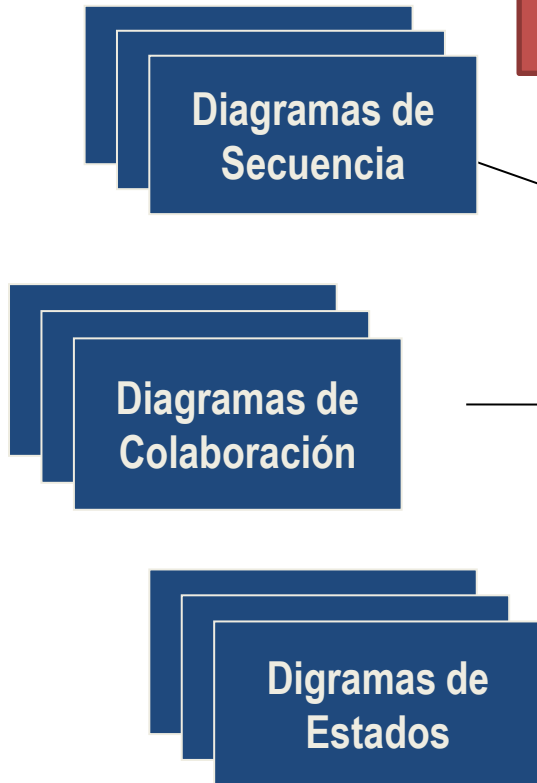 Diagramas de
Secuencia
Diagramas de
Colaboración
Digramas de
Estados